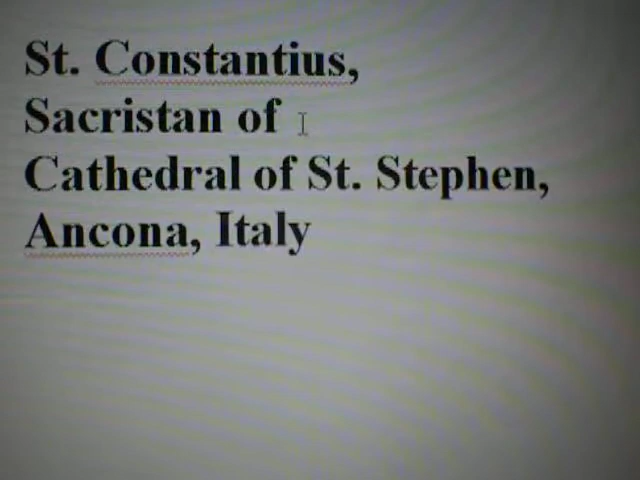 St. Constantius,
Sacristan of
Cathedral of St. Stephen,
Ancona, Italy